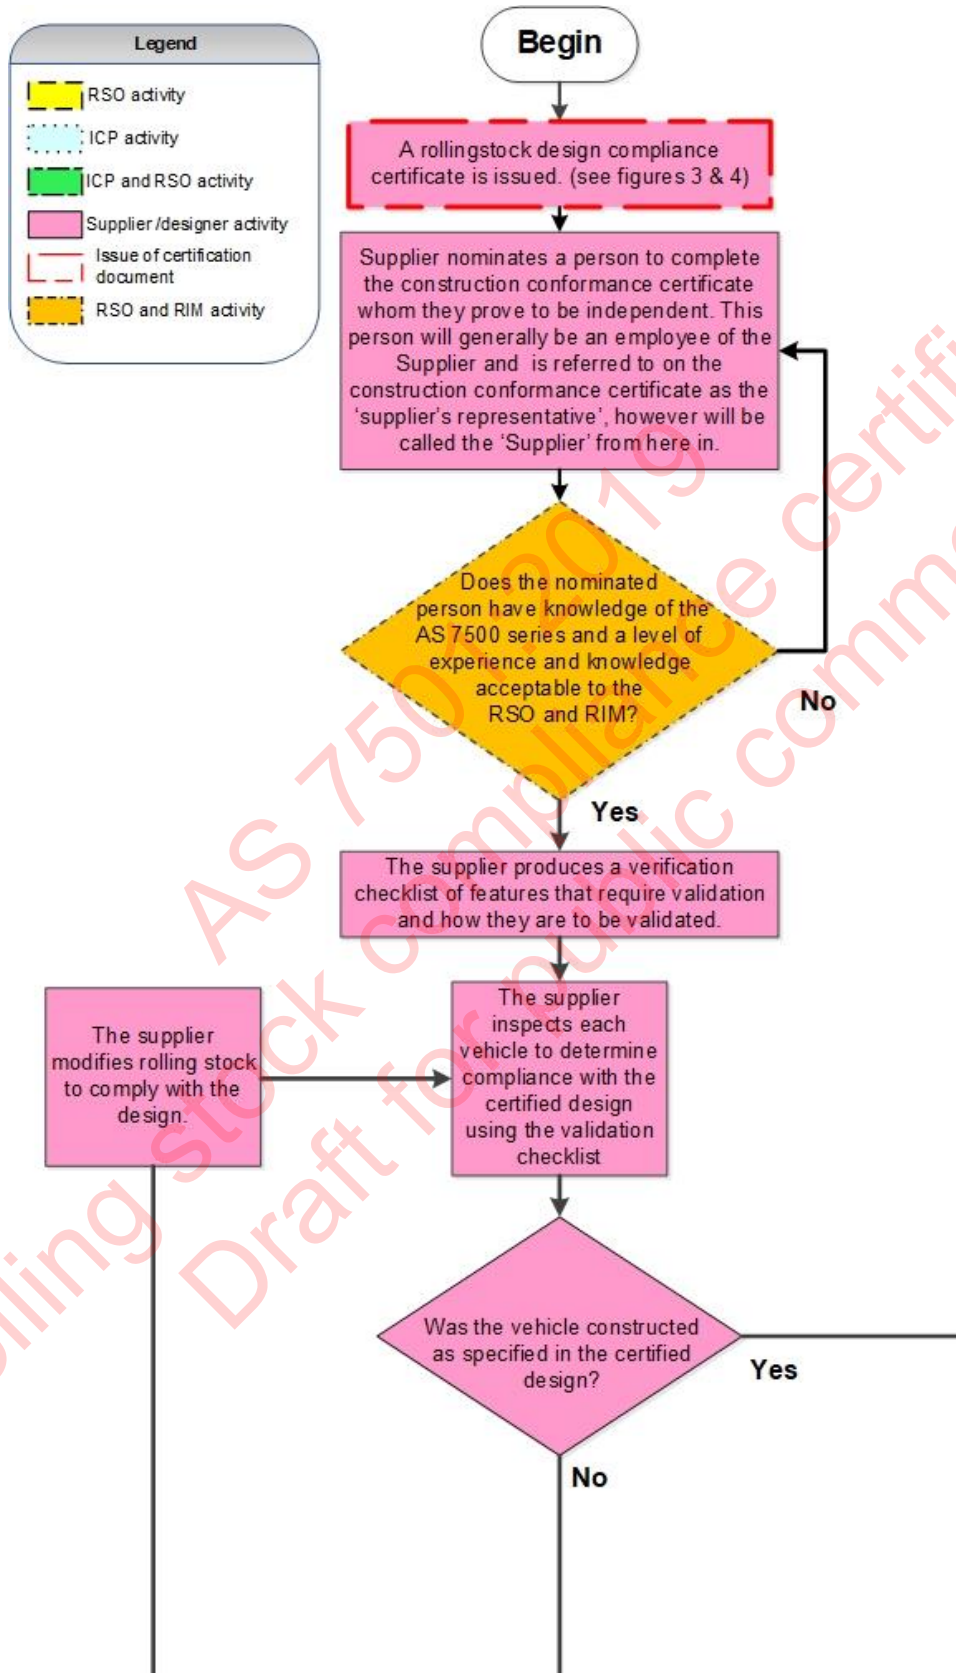 Legend
RSO activity
ICP activity
ICP and RSO activity
Supplier /designer activity
Issue of certification
document
RSO and RIM activity
Begin
A rollingstock design compliance
certificate is issued. (see figures 3 & 4)
Supplier nominates a person to complete
the construction conformance certificate
whom they prove to be independent. This
person will generally be an employee of the
Supplier and is referred to on the
construction conformance certificate as the
‘supplier’s representative’, however will be
called the ‘Supplier’ from here in.
Does the nominated
person have knowledge of the
AS 7500 series and a level of
experience and knowledge
acceptable to the
RSO and RIM?
No
Yes
The supplier produces a verification
checklist of features that require validation
and how they are to be validated.
The supplier
modifies rolling stock
to comply with the
design.
The supplier
inspects each
vehicle to determine
compliance with the
certified design
using the validation
checklist
Was the vehicle constructed
as specified in the certified
design?
Yes
No
AS 7501:2019
stock compliance
Draft for public